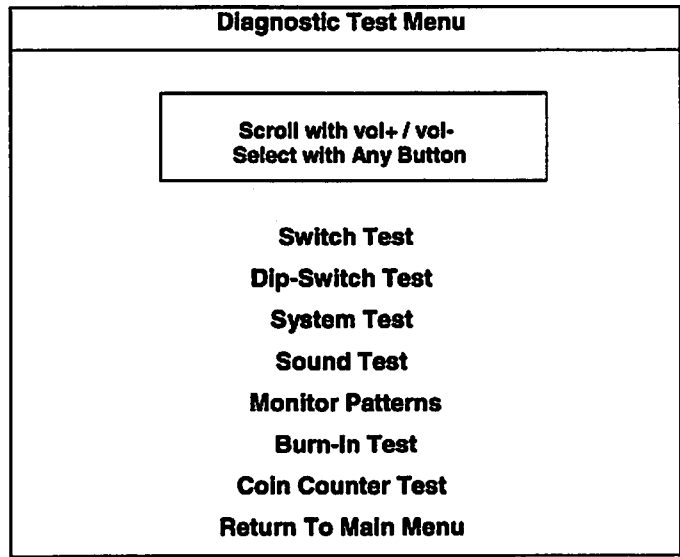 Diagnostic Test Menu
Scroll with vol+ / vol-
Select with Any Button
Switch Test
Dip-Switch Test
System Test
Sound Test
Monitor Patterns
Burn-In Test
Coin Counter Test
Return To Main Menu